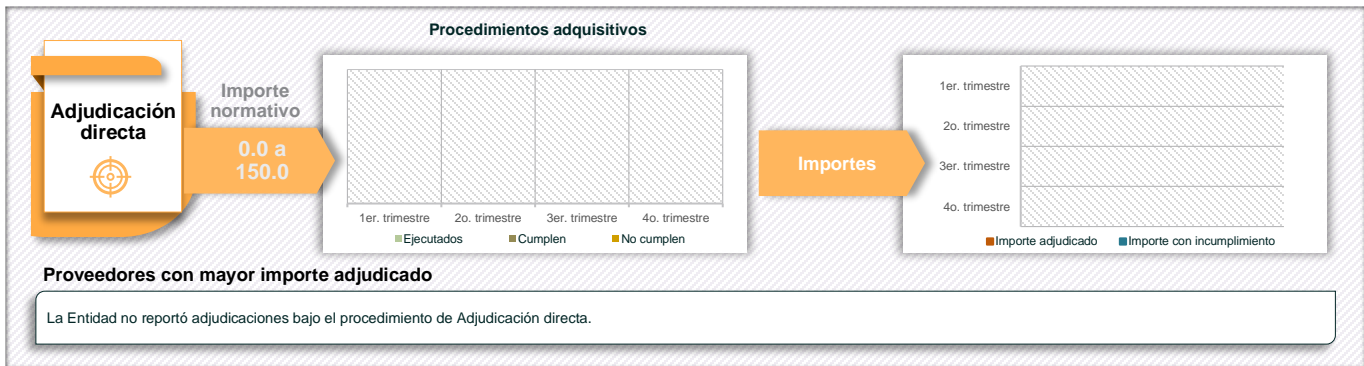 Procedimientos adquisitivos
Adjudicación
directa
Importe
normativo
0.0 a
150.0
1er. trimestre
2o. trimestre
3er. trimestre
4o. trimestre
Ejecutados
Cumplen
No cumplen
Importes
1er. trimestre
2o. trimestre
3er. trimestre
4o. trimestre
Importe adjudicado
Importe con incumplimiento
Proveedores con mayor importe adjudicado
La Entidad no reportó adjudicaciones bajo el procedimiento de Adjudicación directa.